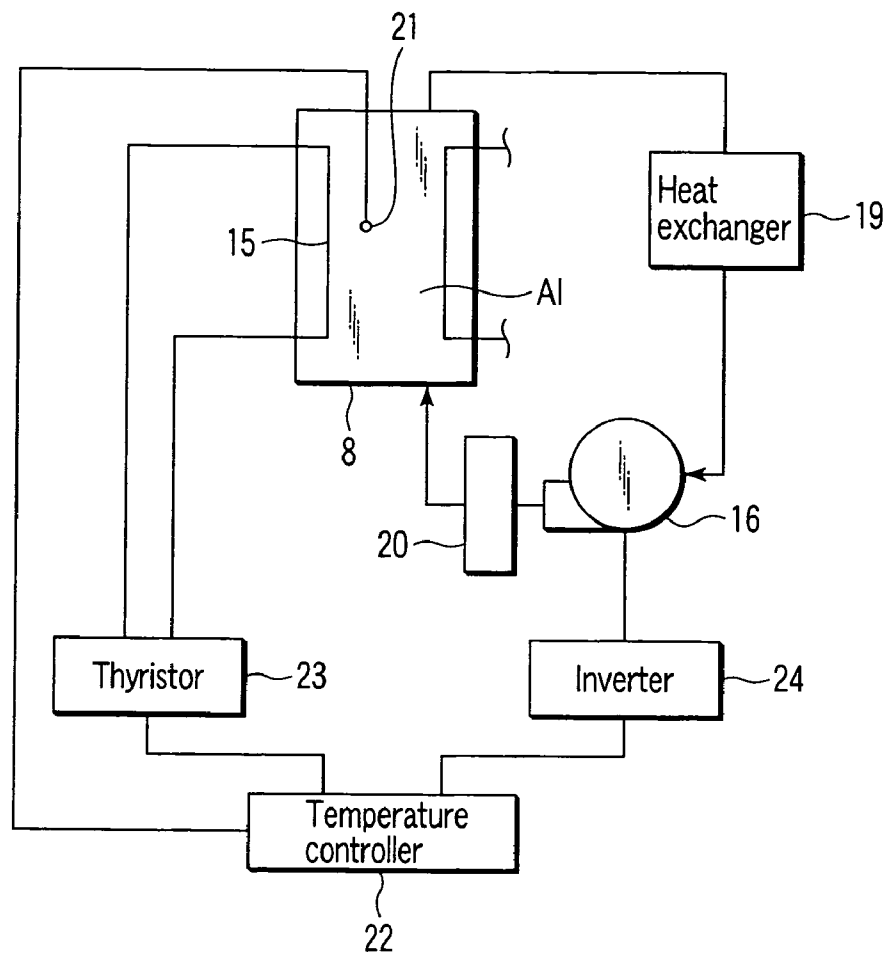 21
Heat
exchanger
19
15
Al
8
16
20
Thyristor
23
Inverter
24
Temperature
controller
22